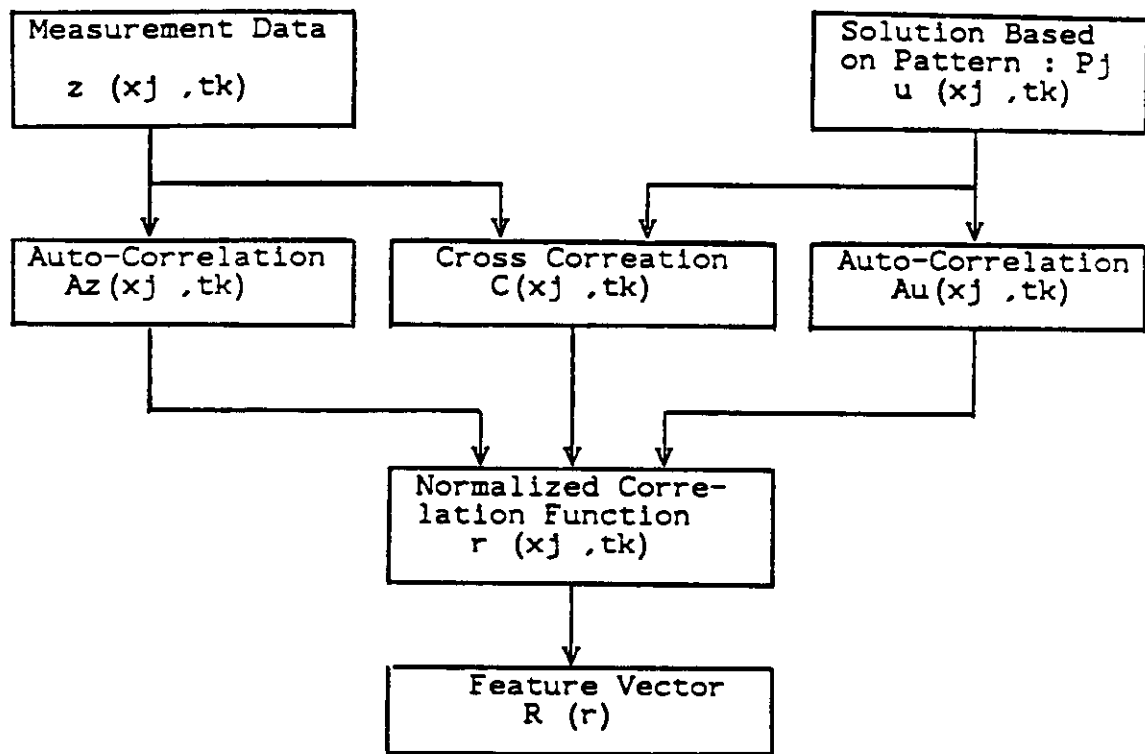 Measurement Data
z (xj ,tk)
Solution Based
on Pattern : Pj
u (xj ,tk)
Auto-Correlation
Az(xj ,tk)
Cross Correation
C(xj ,tk)
Auto-Correlation
Au(xj ,tk)
Normalized Corre-
lation Function
r (xj ,tk)
Feature Vector
R (r)